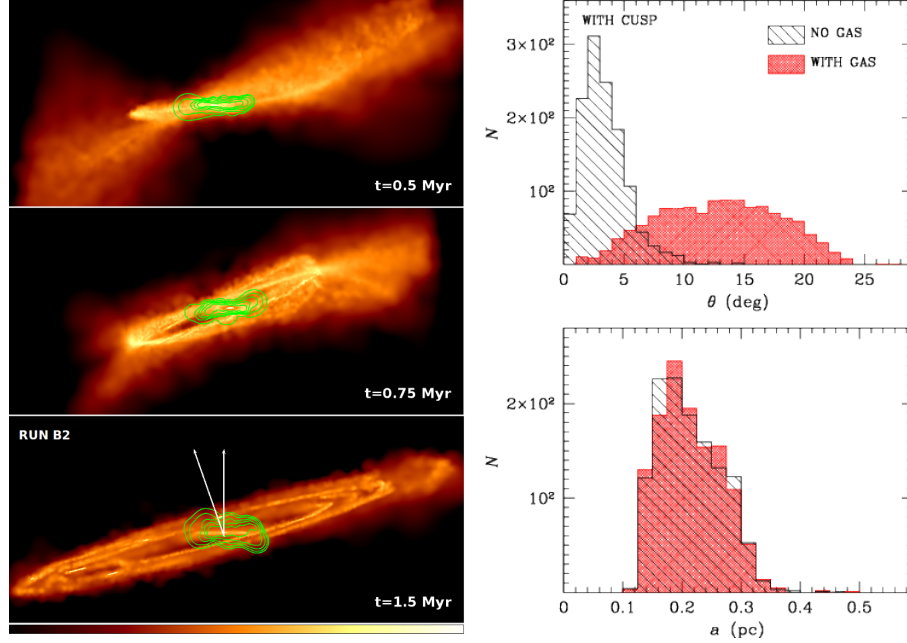 t=0.5 Myr
t=0.75 Myr
RUN B2
t=1.5 Myr
WITH CUSP
NO GAS
WITH GAS
3×10²
2×10²
10²
N
0 5 10 15 20 25
θ (deg)
2×10²
10²
N
0 0.1 0.2 0.3 0.4 0.5
a (pc)